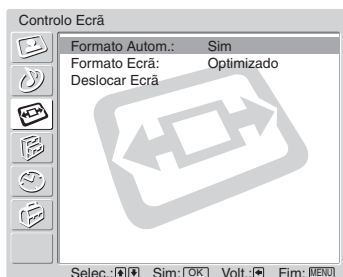 Controlo Ecrã
Formato Autom.: Sim
Formato Ecrã: Optimizado
Deslocar Ecrã
Selec.: Sim: OK Volt.: Fim: MENU